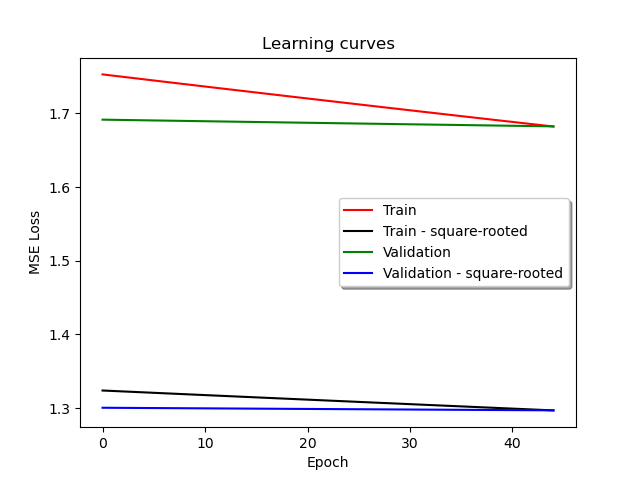 Learning curves
MSE Loss
1.7
1.6
1.5
1.4
1.3
Train
Train - square-rooted
Validation
Validation - square-rooted
0 10 20 30 40
Epoch